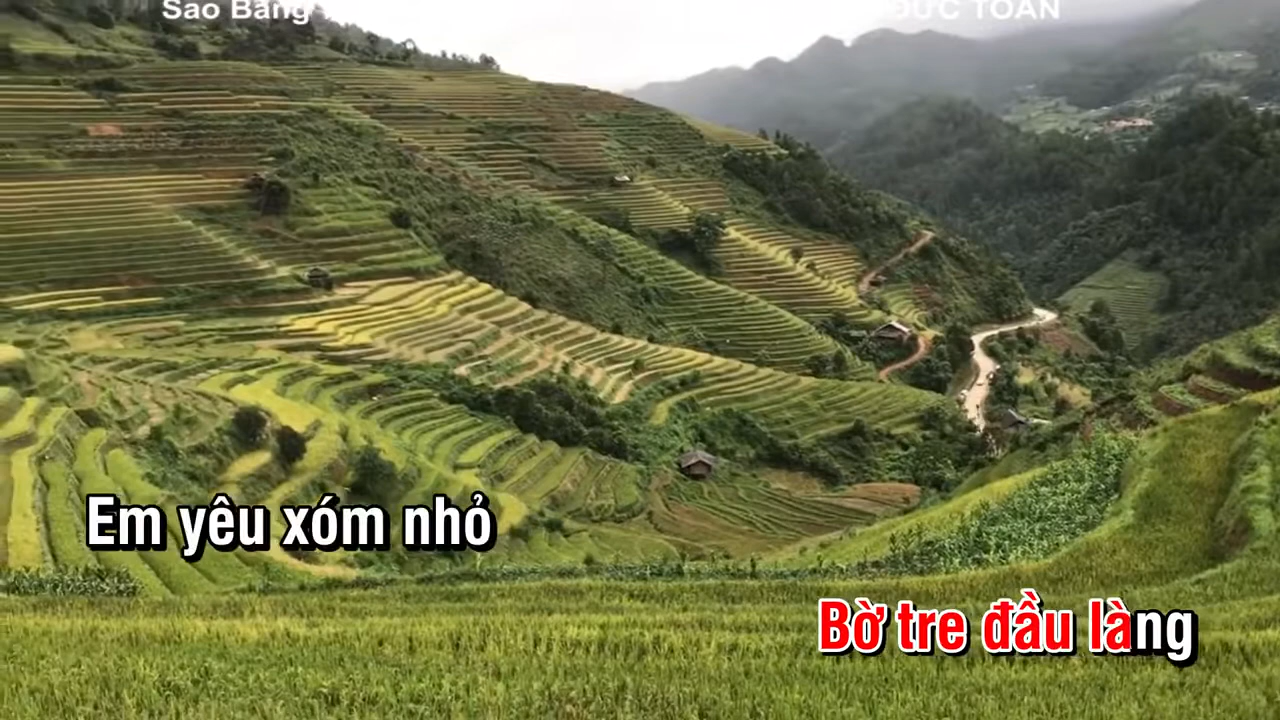 Sao Băng
ĐỨC TOÀN
Em yêu xóm nhỏ
Bờ tre đầu làng